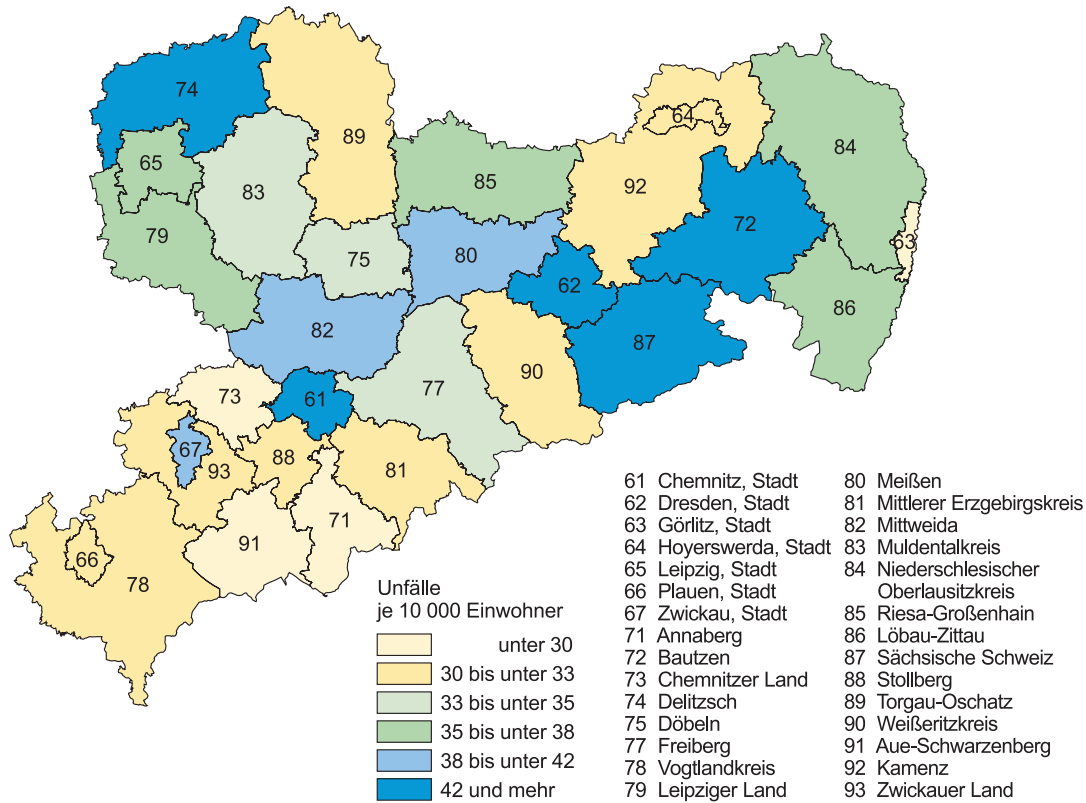 74
89
64
84
65
83
85
92
72
79
75
80
63
62
86
82
87
90
77
73
61
67
93
88
81
71
91
66
78
Unfälle
je 10 000 Einwohner
unter 30
30 bis unter 33
33 bis unter 35
35 bis unter 38
38 bis unter 42
42 und mehr
61 Chemnitz, Stadt
62 Dresden, Stadt
63 Görlitz, Stadt
64 Hoyerswerda, Stadt
65 Leipzig, Stadt
66 Plauen, Stadt
67 Zwickau, Stadt
71 Annaberg
72 Bautzen
73 Chemnitzer Land
74 Delitzsch
75 Döbeln
77 Freiberg
78 Vogtlandkreis
79 Leipziger Land
80 Meißen
81 Mittlerer Erzgebirgskreis
82 Mittweida
83 Muldentalkreis
84 Niederschlesischer
Oberlausitzkreis
85 Riesa-Großenhain
86 Löbau-Zittau
87 Sächsische Schweiz
88 Stollberg
89 Torgau-Oschatz
90 Weißeritzkreis
91 Aue-Schwarzenberg
92 Kamenz
93 Zwickauer Land